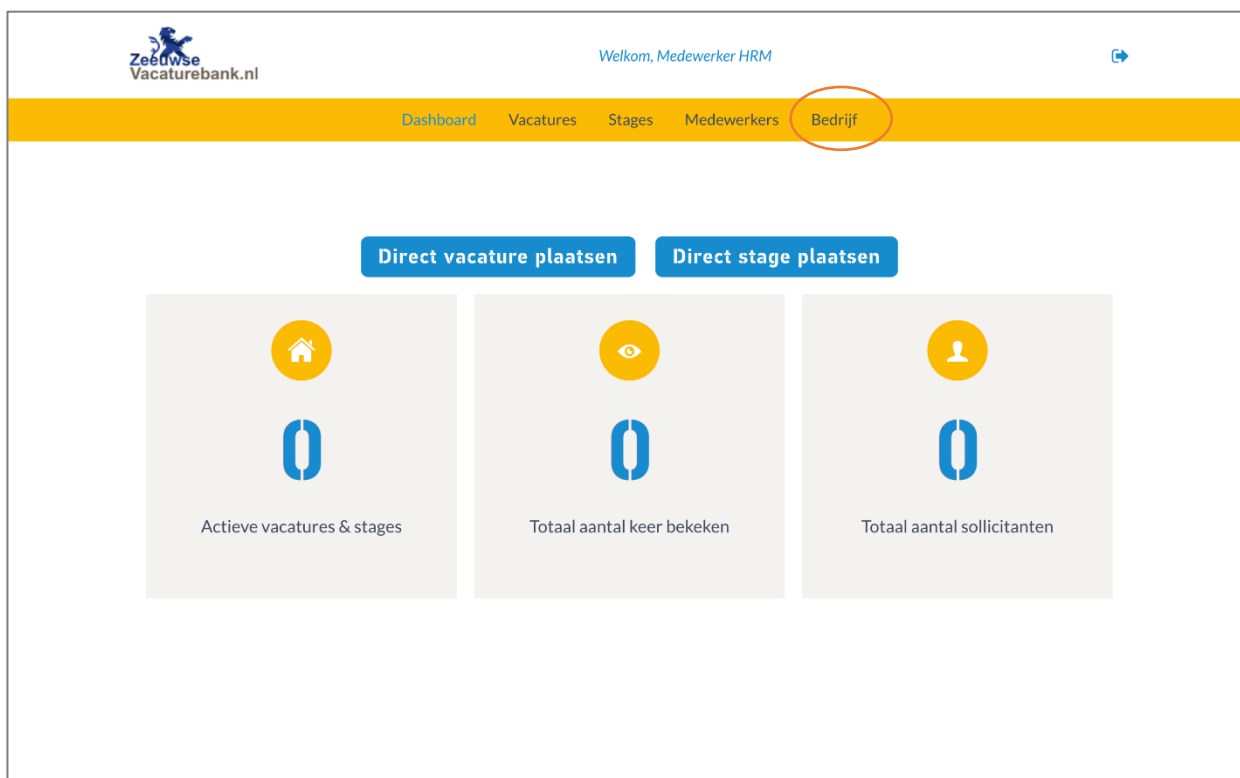 Zeeuwse
Vacaturebank.nl
Welkom, Medewerker HRM
Dashboard Vacatures Stages Medewerkers Bedrijf
Direct vacature plaatsen Direct stage plaatsen
0 0 0
Actieve vacatures & stages Totaal aantal keer bekeken Totaal aantal sollicitanten